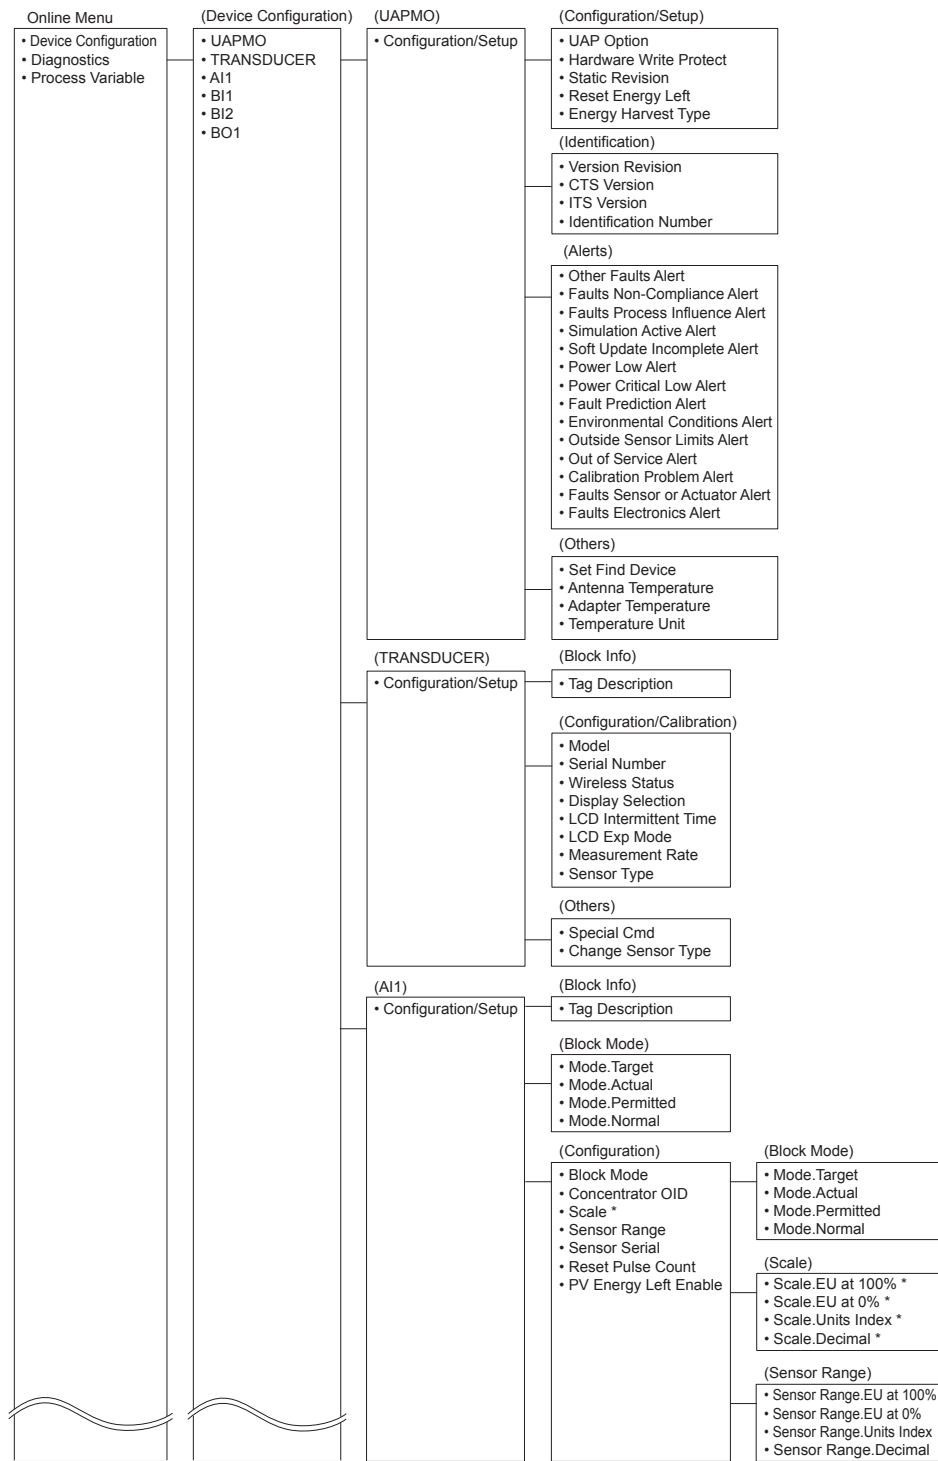 Online Menu
• Device Configuration
• Diagnostics
• Process Variable
(Device Configuration)
• UAPMO
• TRANSDUCER
• AI1
• BI1
• BI2
• BO1
(UAPMO)
• Configuration/Setup
(Configuration/Setup)
• UAP Option
• Hardware Write Protect
• Static Revision
• Reset Energy Left
• Energy Harvest Type
(Identification)
• Version Revision
• CTS Version
• ITS Version
• Identification Number
(Alerts)
• Other Faults Alert
• Faults Non-Compliance Alert
• Faults Process Influence Alert
• Simulation Active Alert
• Soft Update Incomplete Alert
• Power Low Alert
• Power Critical Low Alert
• Fault Prediction Alert
• Environmental Conditions Alert
• Outside Sensor Limits Alert
• Out of Service Alert
• Calibration Problem Alert
• Faults Sensor or Actuator Alert
• Faults Electronics Alert
(Others)
• Set Find Device
• Antenna Temperature
• Adapter Temperature
• Temperature Unit
(TRANSDUCER)
• Configuration/Setup
(Block Info)
• Tag Description
(Configuration/Calibration)
• Model
• Serial Number
• Wireless Status
• Display Selection
• LCD Intermittent Time
• LCD Exp Mode
• Measurement Rate
• Sensor Type
(Others)
• Special Cmd
• Change Sensor Type
(AI1)
• Configuration/Setup
(Block Info)
• Tag Description
(Block Mode)
• Mode.Target
• Mode.Actual
• Mode.Permitted
• Mode.Normal
(Configuration)
• Block Mode
• Concentrator OID
• Scale *
• Sensor Range
• Sensor Serial
• Reset Pulse Count
• PV Energy Left Enable
(Block Mode)
• Mode.Target
• Mode.Actual
• Mode.Permitted
• Mode.Normal
(Scale)
• Scale.EU at 100% *
• Scale.EU at 0% *
• Scale.Units Index *
• Scale.Decimal *
(Sensor Range)
• Sensor Range.EU at 100%
• Sensor Range.EU at 0%
• Sensor Range.Units Index
• Sensor Range.Decimal